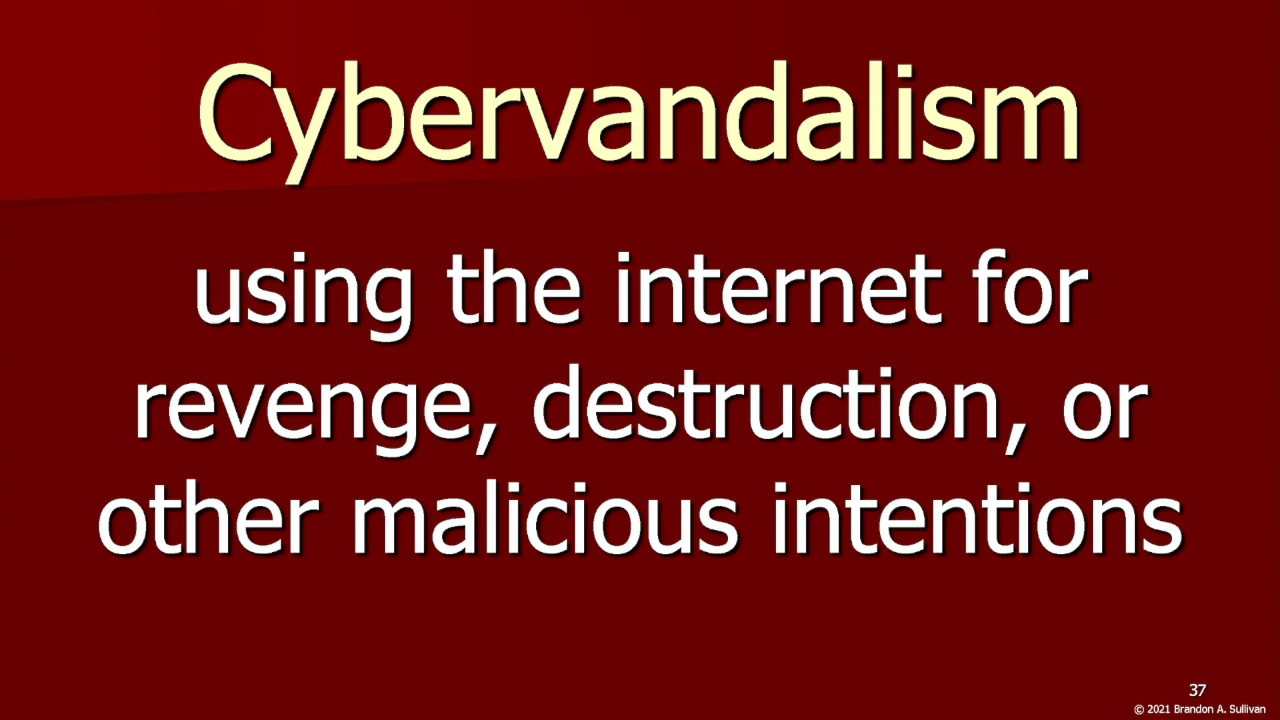 Cybervandalism
using the internet for
revenge, destruction, or
other malicious intentions
37
© 2021 Brandon A. Sullivan